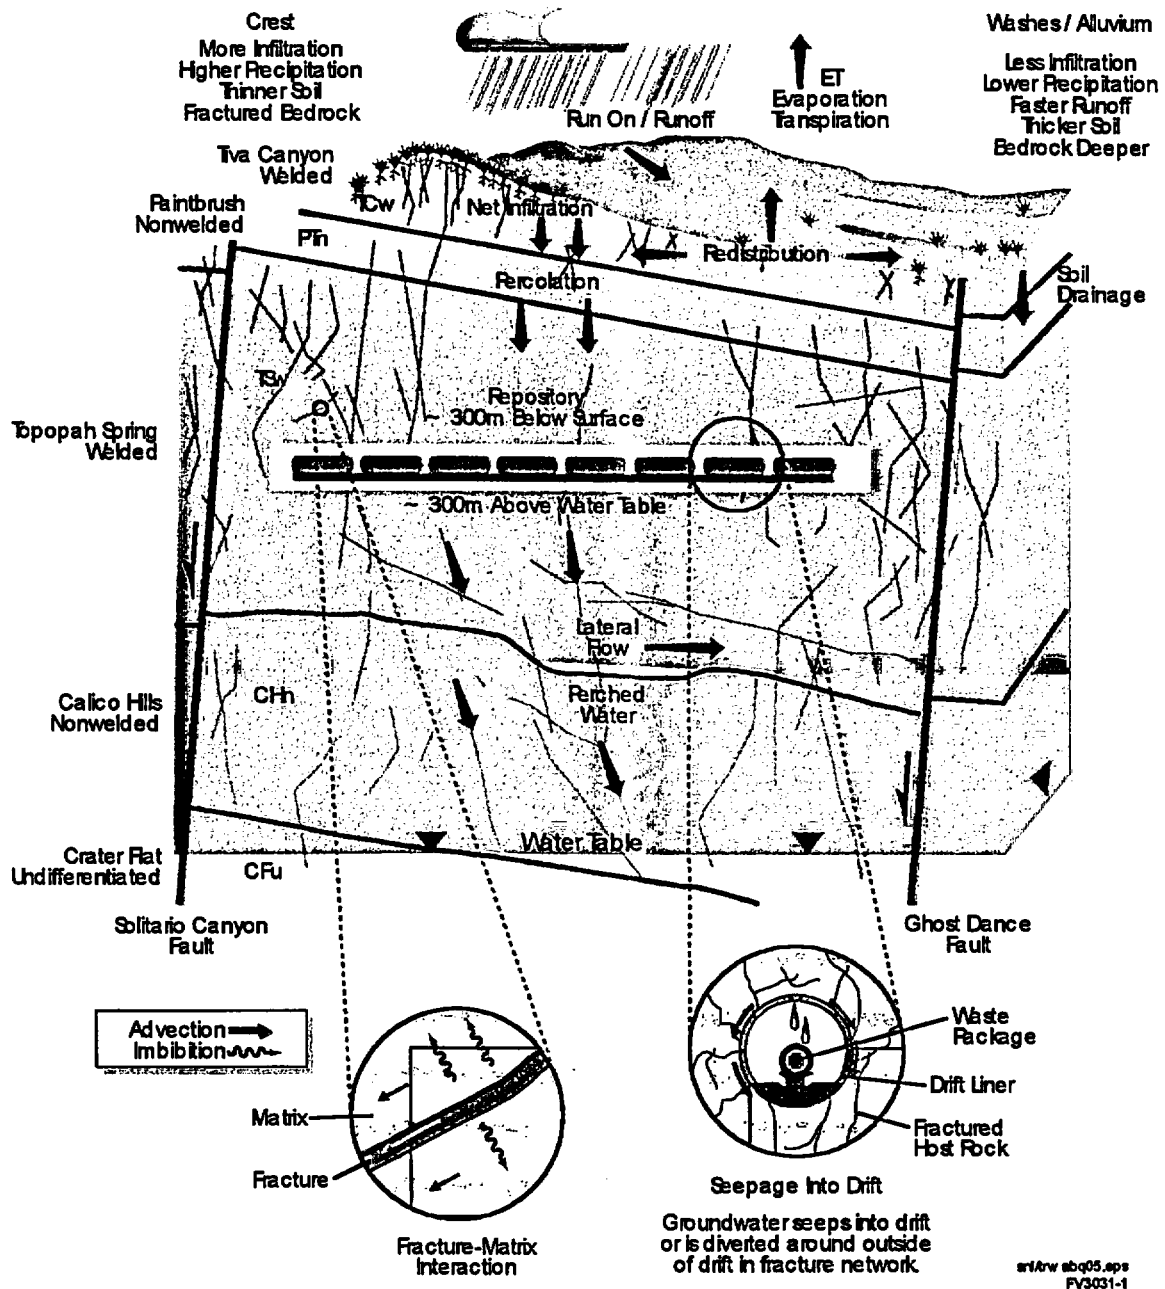 Crest
More Infiltration
Higher Precipitation
Thinner Soil
Fractured Bedrock
Washes / Alluvium
Less Infiltration
Lower Precipitation
Faster Runoff
Thicker Soil
Bedrock Deeper
ET
Evaporation
Transpiration
Run On / Runoff
Tiva Canyon
Welded
TCw
Net Infiltration
Paintbrush
Nonwelded
PTn
Redistribution
Percolation
Soil
Drainage
TSw
Repository
~ 300m Below Surface
Topopah Spring
Welded
~ 300m Above Water Table
Lateral
Flow
Perched
Water
Calico Hills
Nonwelded
CHn
Water Table
Crater Flat
Undifferentiated
CFu
Solitario Canyon
Fault
Ghost Dance
Fault
Advection
Imbibition
Matrix
Fracture
Fracture-Matrix
Interaction
Waste
Package
Drift Liner
Fractured
Host Rock
Seepage Into Drift
Groundwater seeps into drift
or is diverted around outside
of drift in fracture network.
abq05.eps
FV3031-1